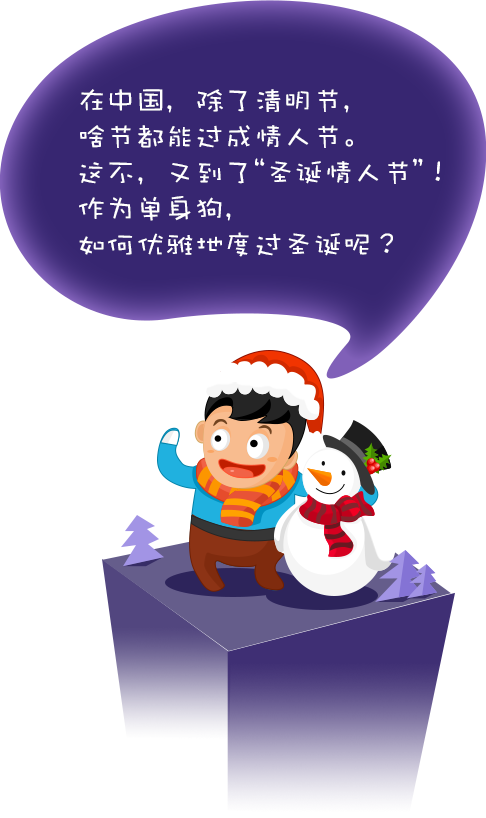 在中国，除了清明节，
啥节都能过成情人节。
这不，又到了“圣诞情人节”！
作为单身狗，
如何优雅地度过圣诞呢？